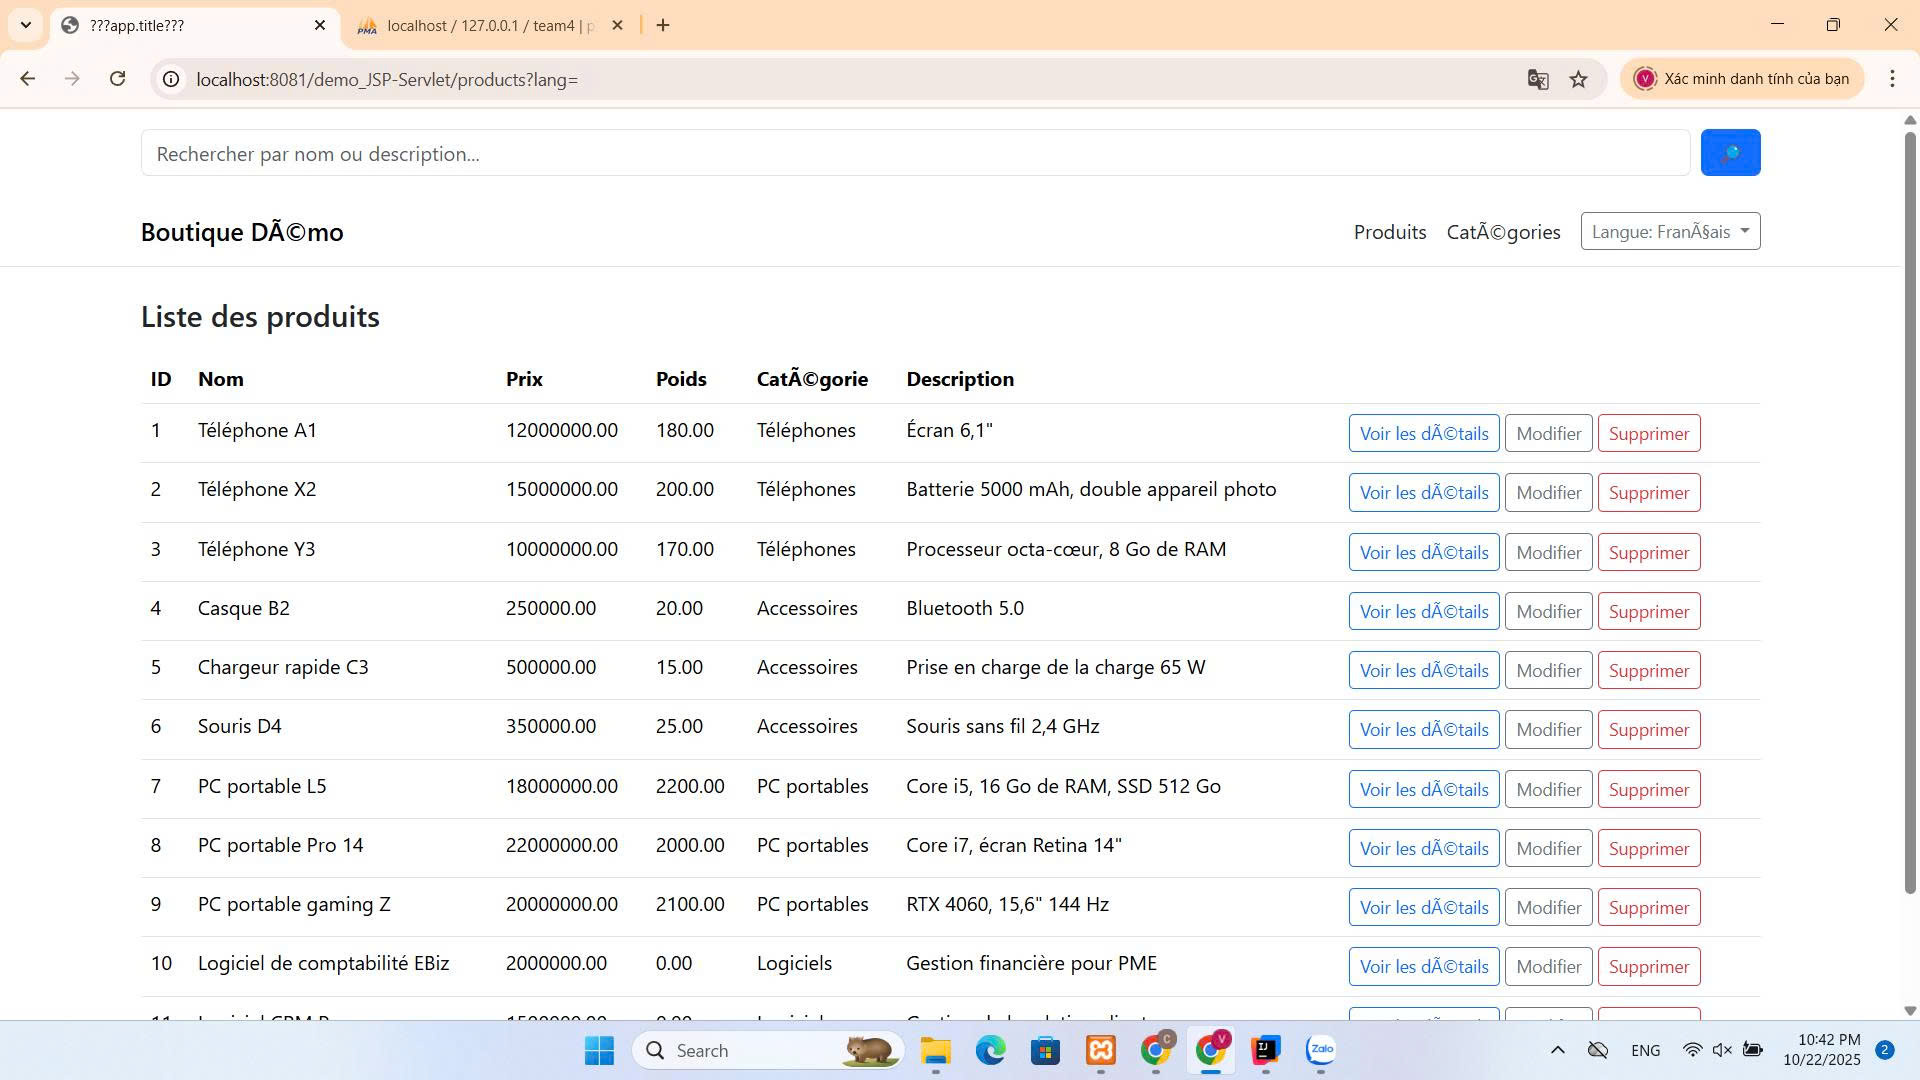 ???app.title???
localhost / 127.0.0.1 / team4 | p
localhost:8081/demo_JSP-Servlet/products?lang=
Xác minh danh tính của bạn
Rechercher par nom ou description...
Boutique DÃ©mo
Produits
CatÃ©gories
Langue: FranÃ§ais
Liste des produits
ID Nom Prix Poids CatÃ©gorie Description
1 Téléphone A1 12000000.00 180.00 Téléphones Écran 6,1" Voir les dÃ©tails Modifier Supprimer
2 Téléphone X2 15000000.00 200.00 Téléphones Batterie 5000 mAh, double appareil photo Voir les dÃ©tails Modifier Supprimer
3 Téléphone Y3 10000000.00 170.00 Téléphones Processeur octa-cœur, 8 Go de RAM Voir les dÃ©tails Modifier Supprimer
4 Casque B2 250000.00 20.00 Accessoires Bluetooth 5.0 Voir les dÃ©tails Modifier Supprimer
5 Chargeur rapide C3 500000.00 15.00 Accessoires Prise en charge de la charge 65 W Voir les dÃ©tails Modifier Supprimer
6 Souris D4 350000.00 25.00 Accessoires Souris sans fil 2,4 GHz Voir les dÃ©tails Modifier Supprimer
7 PC portable L5 18000000.00 2200.00 PC portables Core i5, 16 Go de RAM, SSD 512 Go Voir les dÃ©tails Modifier Supprimer
8 PC portable Pro 14 22000000.00 2000.00 PC portables Core i7, écran Retina 14" Voir les dÃ©tails Modifier Supprimer
9 PC portable gaming Z 20000000.00 2100.00 PC portables RTX 4060, 15,6" 144 Hz Voir les dÃ©tails Modifier Supprimer
10 Logiciel de comptabilité EBiz 2000000.00 0.00 Logiciels Gestion financière pour PME Voir les dÃ©tails Modifier Supprimer
Search
ENG
10:42 PM
10/22/2025
2